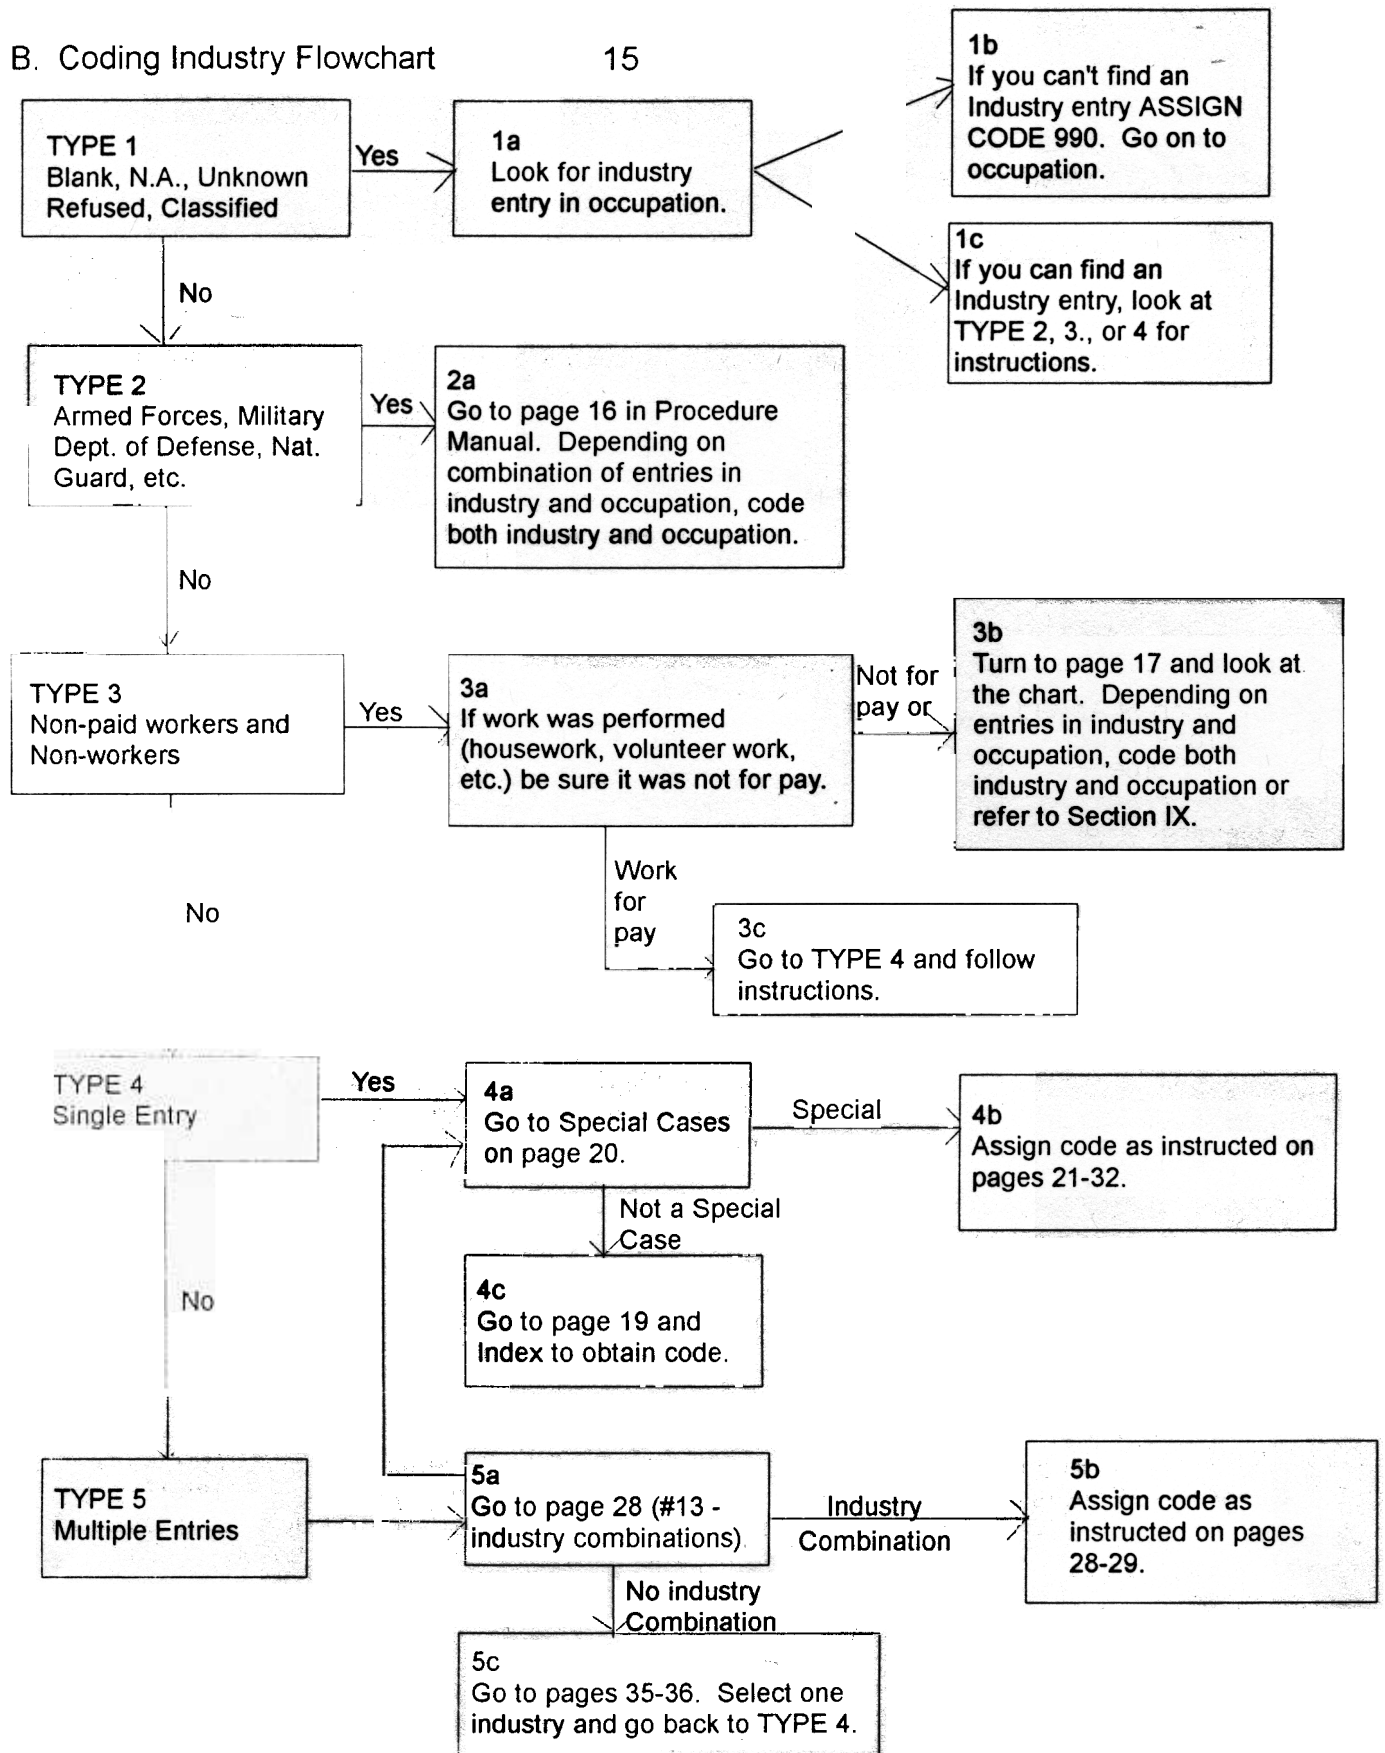 B. Coding Industry Flowchart
15
TYPE 1
Blank, N.A., Unknown
Refused, Classified
Yes
1a
Look for industry
entry in occupation.
1b
If you can't find an
Industry entry ASSIGN
CODE 990. Go on to
occupation.
1c
If you can find an
Industry entry, look at
TYPE 2, 3., or 4 for
instructions.
No
TYPE 2
Armed Forces, Military
Dept. of Defense, Nat.
Guard, etc.
Yes
2a
Go to page 16 in Procedure
Manual. Depending on
combination of entries in
industry and occupation, code
both industry and occupation.
No
TYPE 3
Non-paid workers and
Non-workers
Yes
3a
If work was performed
(housework, volunteer work,
etc.) be sure it was not for pay.
Not for
pay or
3b
Turn to page 17 and look at
the chart. Depending on
entries in industry and
occupation, code both
industry and occupation or
refer to Section IX.
Work
for
pay
3c
Go to TYPE 4 and follow
instructions.
No
TYPE 4
Single Entry
Yes
4a
Go to Special Cases
on page 20.
Special
4b
Assign code as instructed on
pages 21-32.
Not a Special
Case
4c
Go to page 19 and
Index to obtain code.
No
TYPE 5
Multiple Entries
5a
Go to page 28 (#13 -
industry combinations).
Industry
Combination
5b
Assign code as
instructed on pages
28-29.
No industry
Combination
5c
Go to pages 35-36. Select one
industry and go back to TYPE 4.